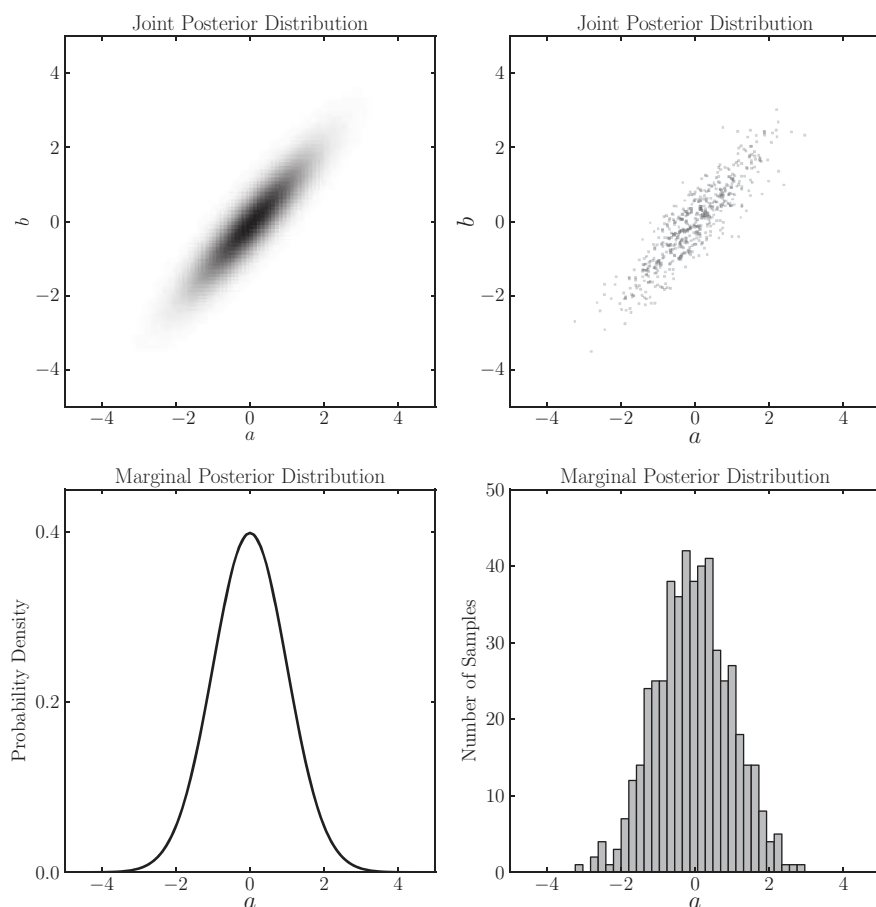 Joint Posterior Distribution
4
2
0
−2
−4
b
−4 −2 0 2 4
a
Joint Posterior Distribution
4
2
0
−2
−4
b
−4 −2 0 2 4
a
Marginal Posterior Distribution
0.4
0.2
0.0
Probability Density
−4 −2 0 2 4
a
Marginal Posterior Distribution
50
40
30
20
10
0
Number of Samples
−4 −2 0 2 4
a